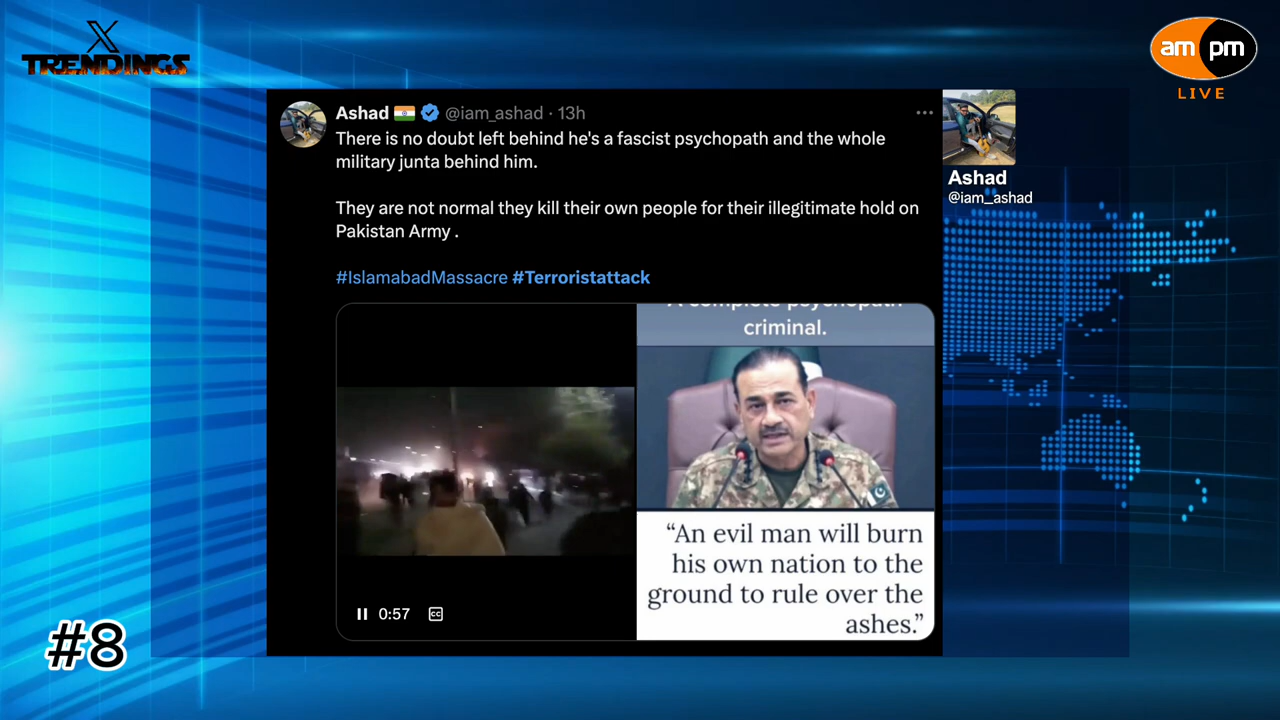 X
TRENDINGS
am pm
LIVE
Ashad @iam_ashad · 13h
There is no doubt left behind he's a fascist psychopath and the whole
military junta behind him.
They are not normal they kill their own people for their illegitimate hold on
Pakistan Army .
#IslamabadMassacre #Terroristattack
A complete psychopath
criminal.
“An evil man will burn
his own nation to the
ground to rule over the
ashes.”
0:57
CC
Ashad
@iam_ashad
#8